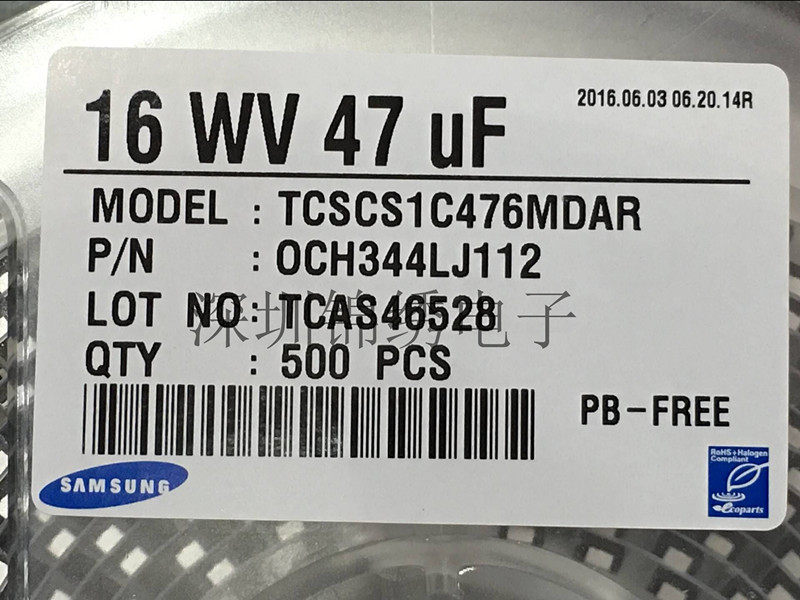 16 WV 47 uF
2016.06.03 06.20.14R
MODEL : TCSCS1C476MDAR
P/N : OCH344LJ112
LOT NO : TCAS46528
深圳锦绣电子
QTY : 500 PCS
PB-FREE
SAMSUNG
RoHS+Halogen
Compliant
ecoparts